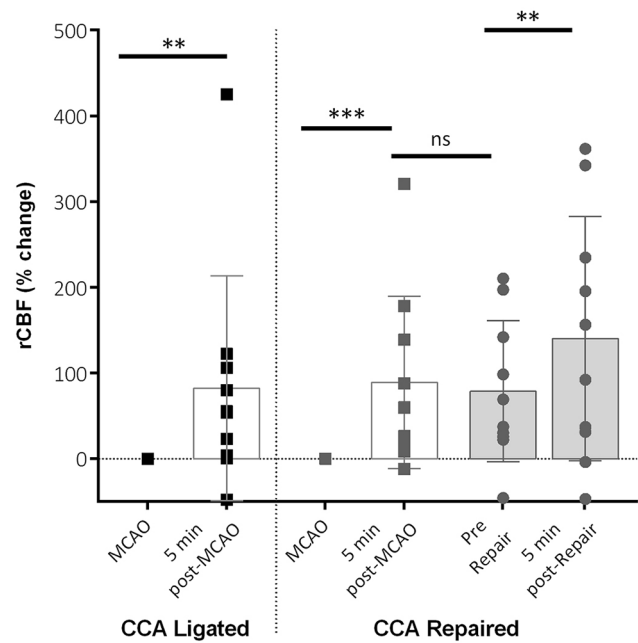 500
400
300
200
100
0
rCBF (% change)
**
***
ns
**
MCAO
5 min
post-MCAO
MCAO
5 min
post-MCAO
Pre
Repair
5 min
post-Repair
CCA Ligated
CCA Repaired